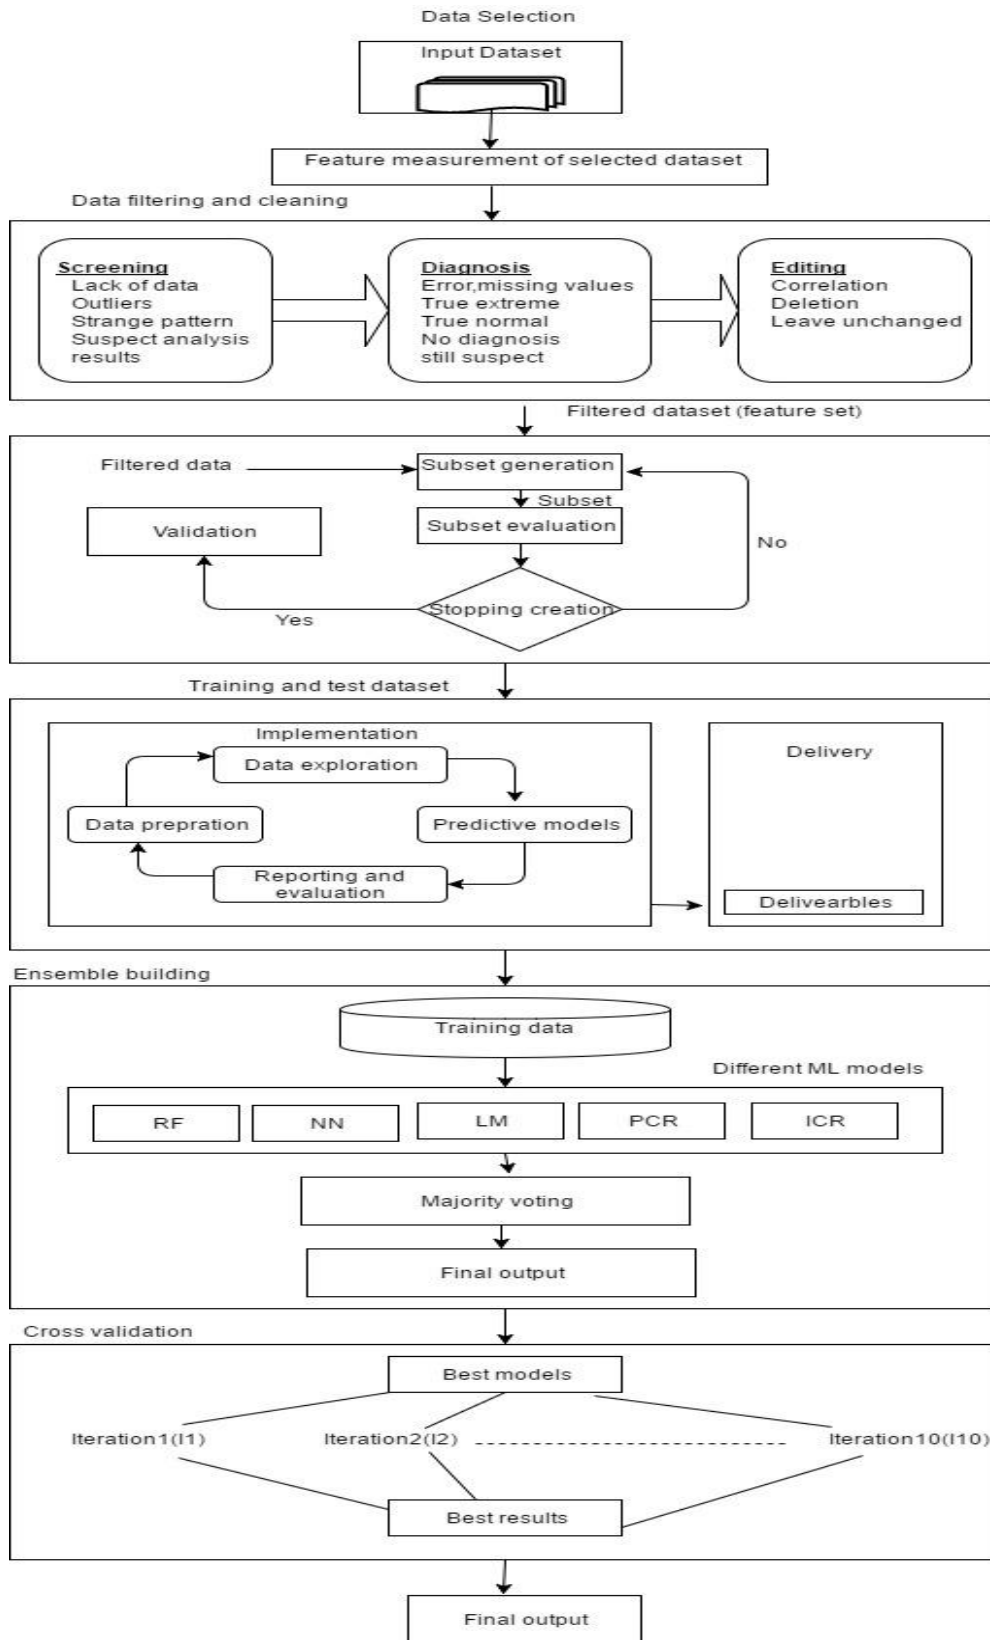 Data Selection
Input Dataset
Feature measurement of selected dataset
Data filtering and cleaning
Screening
Lack of data
Outliers
Strange pattern
Suspect analysis
results
Diagnosis
Error,missing values
True extreme
True normal
No diagnosis
still suspect
Editing
Correlation
Deletion
Leave unchanged
Filtered dataset (feature set)
Filtered data
Subset generation
Subset
Subset evaluation
Validation
No
Stopping creation
Yes
Training and test dataset
Implementation
Data exploration
Data prepration
Predictive models
Reporting and
evaluation
Delivery
Delivearbles
Ensemble building
Training data
Different ML models
RF
NN
LM
PCR
ICR
Majority voting
Final output
Cross validation
Best models
Iteration1(I1)
Iteration2(I2)
Iteration10(I10)
Best results
Final output